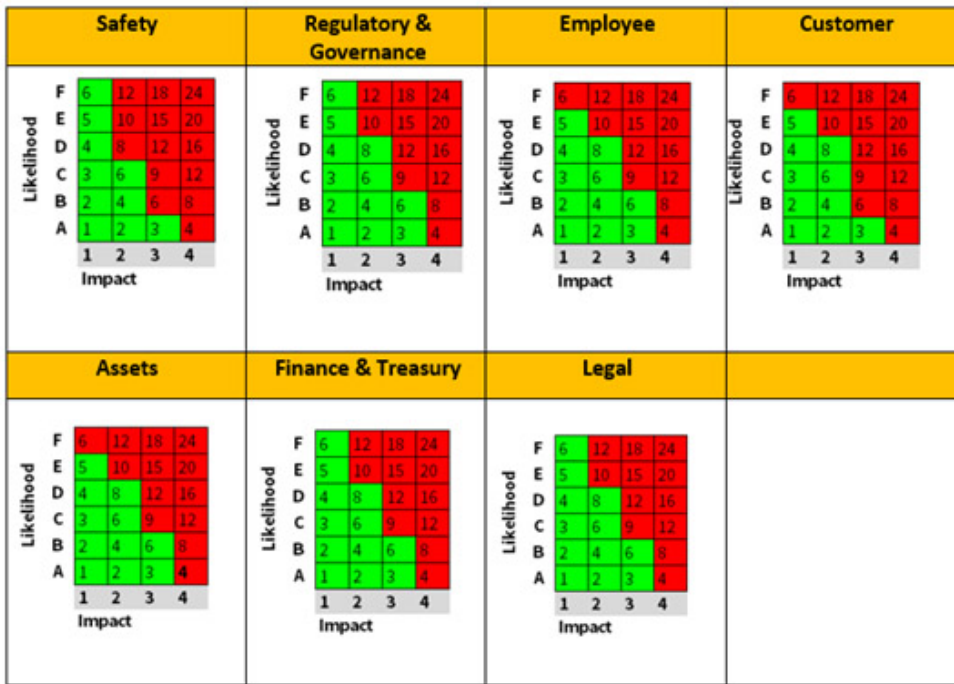 Safety
Regulatory &
Governance
Employee
Customer
Likelihood
F 6 12 18 24
E 5 10 15 20
D 4 8 12 16
C 3 6 9 12
B 2 4 6 8
A 1 2 3 4
1 2 3 4
Impact
Likelihood
F 6 12 18 24
E 5 10 15 20
D 4 8 12 16
C 3 6 9 12
B 2 4 6 8
A 1 2 3 4
1 2 3 4
Impact
Likelihood
F 6 12 18 24
E 5 10 15 20
D 4 8 12 16
C 3 6 9 12
B 2 4 6 8
A 1 2 3 4
1 2 3 4
Impact
Likelihood
F 6 12 18 24
E 5 10 15 20
D 4 8 12 16
C 3 6 9 12
B 2 4 6 8
A 1 2 3 4
1 2 3 4
Impact
Assets
Finance & Treasury
Legal
Likelihood
F 6 12 18 24
E 5 10 15 20
D 4 8 12 16
C 3 6 9 12
B 2 4 6 8
A 1 2 3 4
1 2 3 4
Impact
Likelihood
F 6 12 18 24
E 5 10 15 20
D 4 8 12 16
C 3 6 9 12
B 2 4 6 8
A 1 2 3 4
1 2 3 4
Impact
Likelihood
F 6 12 18 24
E 5 10 15 20
D 4 8 12 16
C 3 6 9 12
B 2 4 6 8
A 1 2 3 4
1 2 3 4
Impact